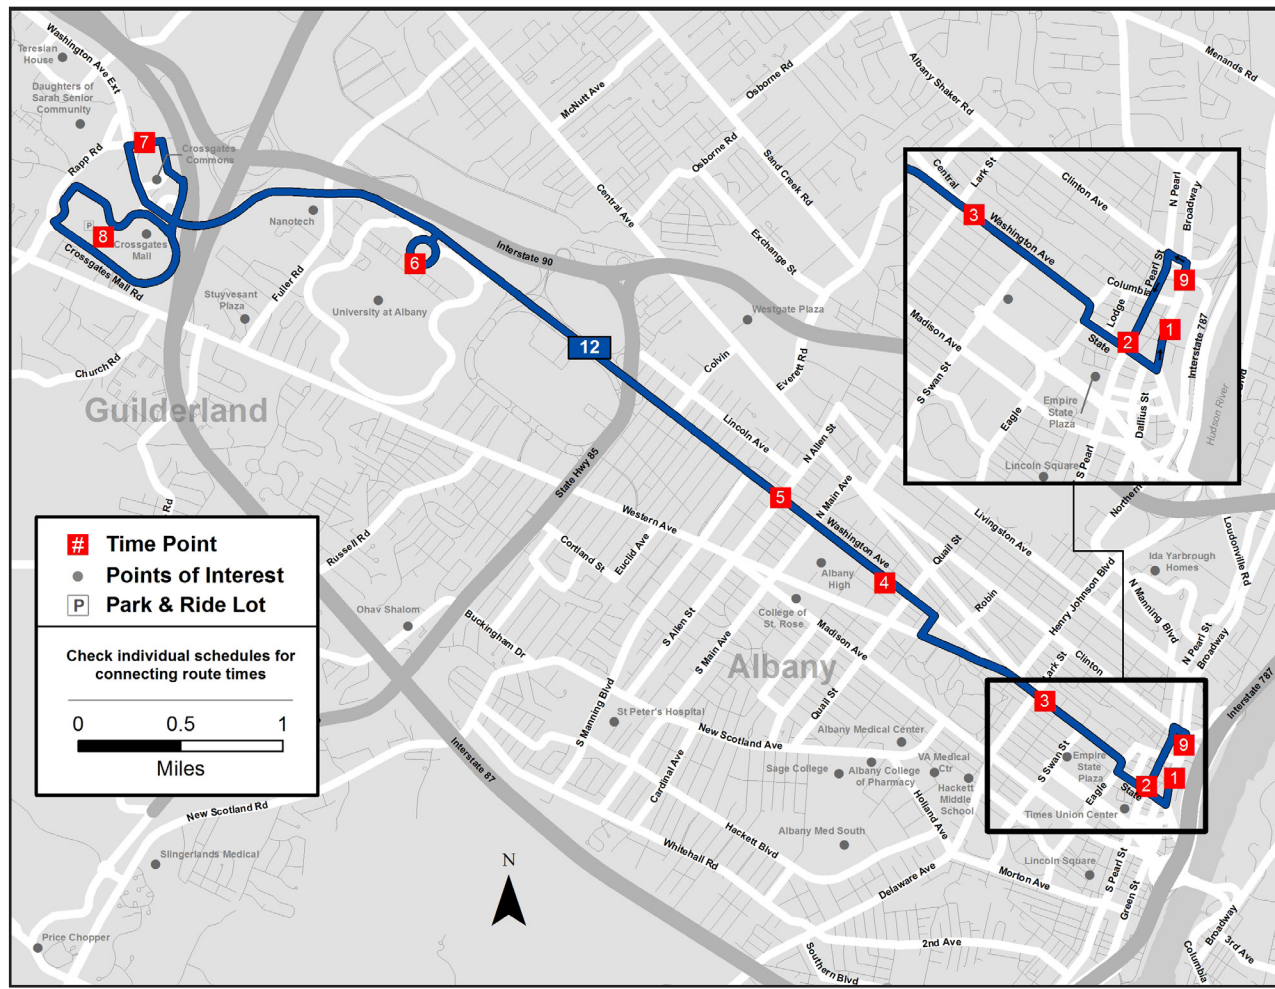 Washington Ave Ext
Teresian
House
Daughters of
Sarah Senior
Community
Rapp Rd
7
Crossgates
Commons
P
8
Crossgates
Mall
Crossgates Mall Rd
Nanotech
Fuller Rd
Stuyvesant
Plaza
Church Rd
Guilderland
6
University at Albany
Interstate 90
12
McNutt Ave
Osborne Rd
Osborne Rd
Albany Shaker Rd
Menands Rd
Sand Creek Rd
Central Ave
Exchange St
Westgate Plaza
Colvin
Everett Rd
Lincoln Ave
N Allen St
N Main Ave
5
Washington Ave
State Hwy 85
Western Ave
Cortland St
Euclid Ave
Russell Rd
Rd
Albany
High
4
College of
St. Rose
Quail St
Livingston Ave
Robin
Henry Johnson Blvd
Ida Yarbrough
Homes
Loudonville Rd
N Manning Blvd
N Pearl St
Broadway
Northern
Interstate 787
Ohav Shalom
Buckingham Dr
S Allen St
S Main Ave
Madison Ave
Albany
Quail St
Lark St
Clinton
3
S Manning Blvd
St Peter's Hospital
New Scotland Ave
Albany Medical Center
Sage College
Albany College
of Pharmacy
VA Medical
Ctr
Hackett
Middle
School
Holland Ave
S Swan St
Empire
State
Plaza
Eagle
State
2
1
9
Times Union Center
Lincoln Square
Cardinal Ave
Hackett Blvd
Whitehall Rd
Albany Med South
Delaware Ave
Morton Ave
S Pearl St
Green St
2nd Ave
Southern Blvd
Broadway
3rd Ave
Columbia
Interstate 87
New Scotland Rd
Slingerlands Medical
Price Chopper
N
Central
Lark St
Clinton Ave
N Pearl
Broadway
3
Washington Ave
N Pearl St
Columbia
9
Lodge
1
2
State
Madison Ave
S Swan St
Eagle
Empire
State
Plaza
Dallius St
Interstate 787
Hudson River
Blvd
Lincoln Square
S Pearl
# Time Point
Points of Interest
P Park & Ride Lot
Check individual schedules for
connecting route times
0 0.5 1
Miles